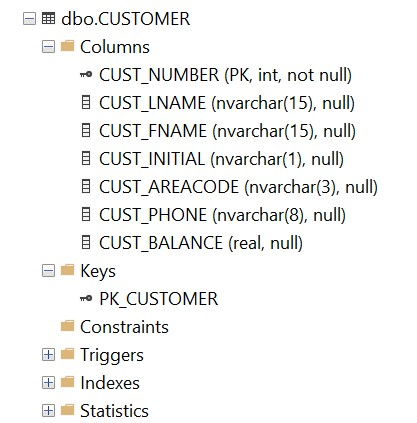 dbo.CUSTOMER
Columns
CUST_NUMBER (PK, int, not null)
CUST_LNAME (nvarchar(15), null)
CUST_FNAME (nvarchar(15), null)
CUST_INITIAL (nvarchar(1), null)
CUST_AREACODE (nvarchar(3), null)
CUST_PHONE (nvarchar(8), null)
CUST_BALANCE (real, null)
Keys
PK_CUSTOMER
Constraints
Triggers
Indexes
Statistics